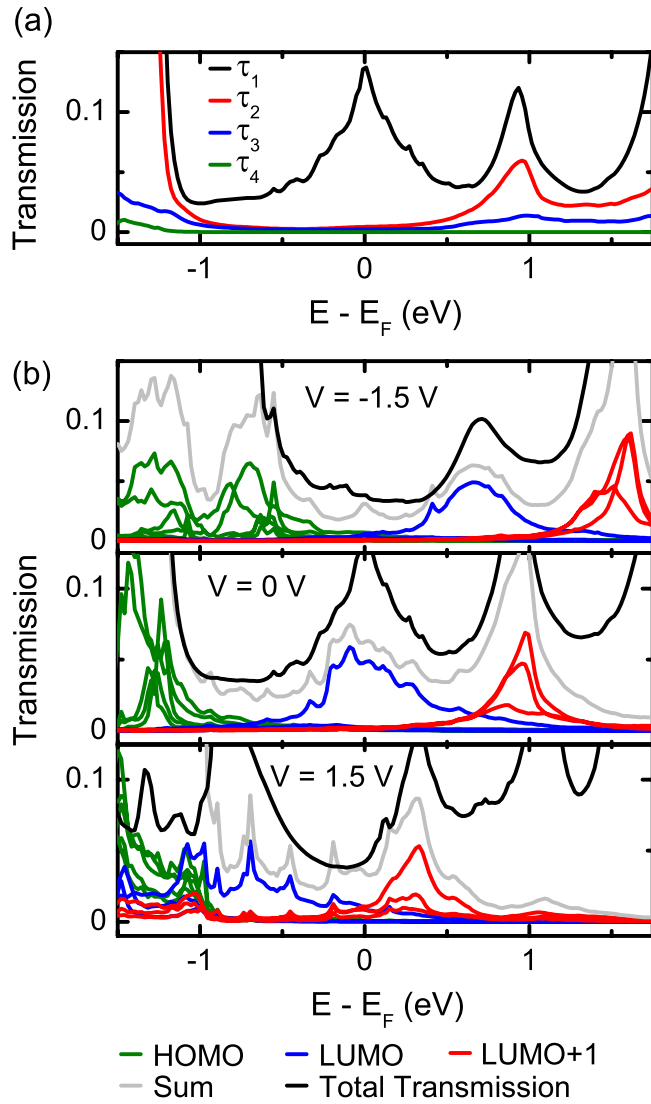 (a)
Transmission
0.1
0
τ1
τ2
τ3
τ4
-1 0 1
E - EF (eV)
(b)
Transmission
0.1
0
V = -1.5 V
0.1
0
V = 0 V
0.1
0
V = 1.5 V
-1 0 1
E - EF (eV)
HOMO LUMO LUMO+1
Sum Total Transmission